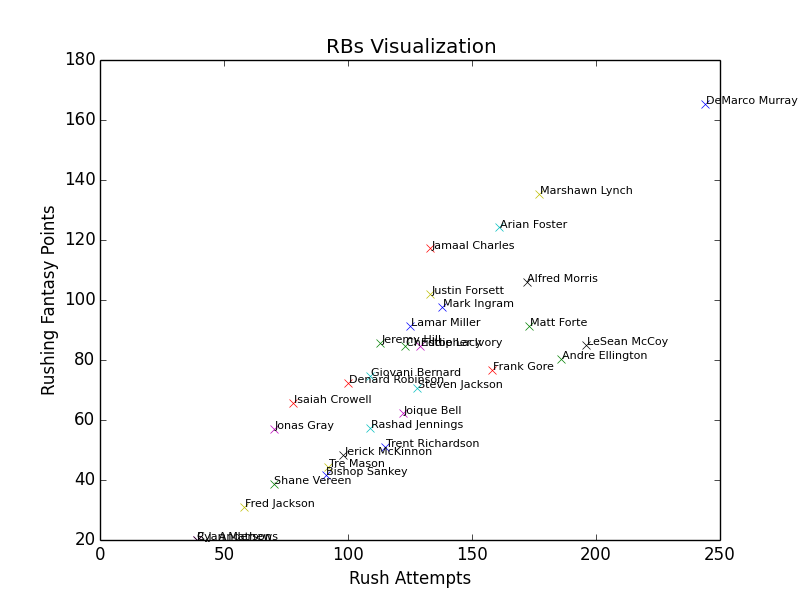 RBs Visualization
180
DeMarco Murray
160
140
Marshawn Lynch
Arian Foster
120
Jamaal Charles
Alfred Morris
Justin Forsett
100
Mark Ingram
Lamar Miller
Matt Forte
Jeremy Hill
LeSean McCoy
Andre Ellington
80
Frank Gore
Giovani Bernard
Denard Robinson
Steven Jackson
Isaiah Crowell
Joique Bell
60
Jonas Gray
Rashad Jennings
Trent Richardson
Jerick McKinnon
Tre Mason
Bishop Sankey
40
Shane Vereen
Fred Jackson
20
0
50
100
150
200
250
Rush Attempts
Rushing Fantasy Points